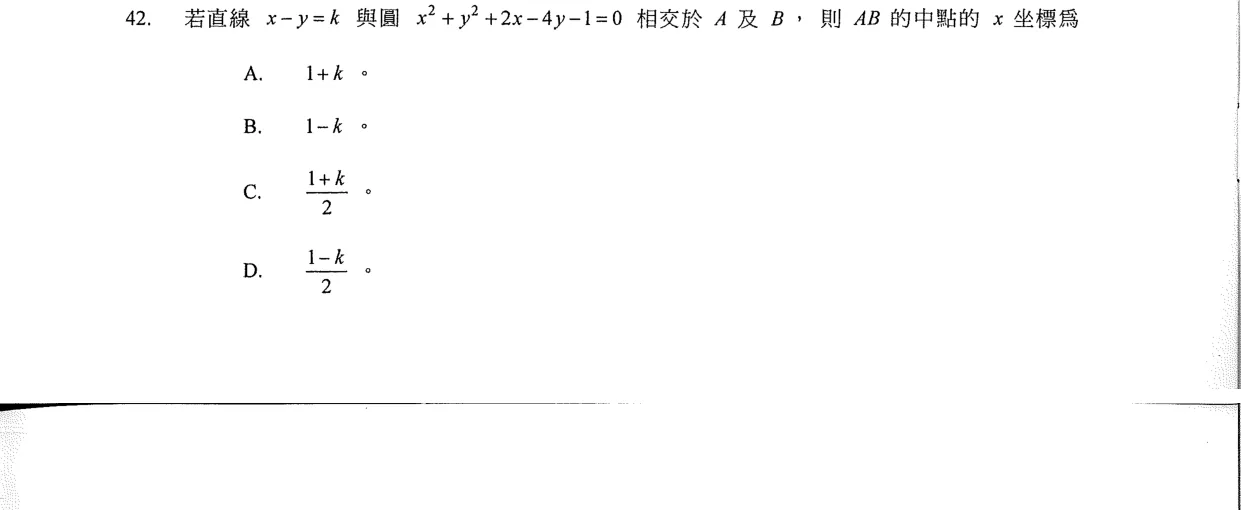 42. 若直線 x − y = k 與圓 x² + y² + 2x − 4y − 1 = 0 相交於 A 及 B ， 則 AB 的中點的 x 坐標爲
A. 1 + k 。
B. 1 − k 。
C. (1 + k)/2 。
D. (1 − k)/2 。